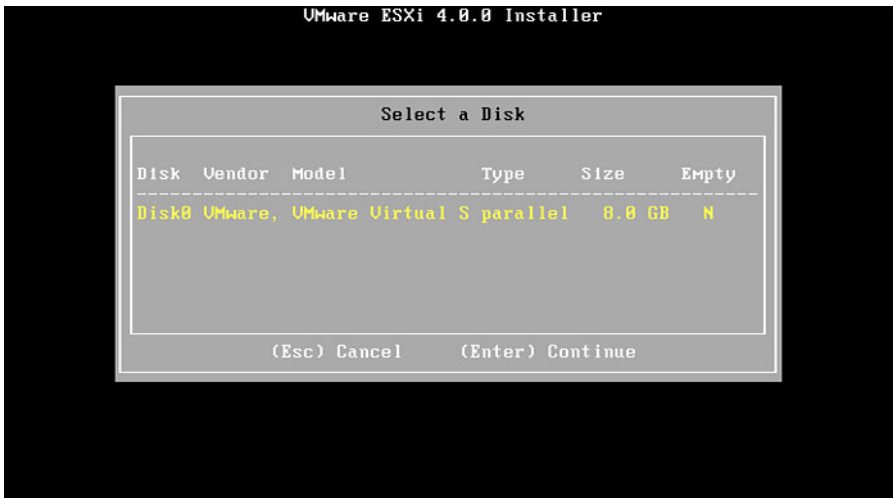 VMware ESXi 4.0.0 Installer
Select a Disk
Disk Vendor Model Type Size Empty
Disk0 VMware, VMware Virtual S parallel 8.0 GB N
(Esc) Cancel (Enter) Continue